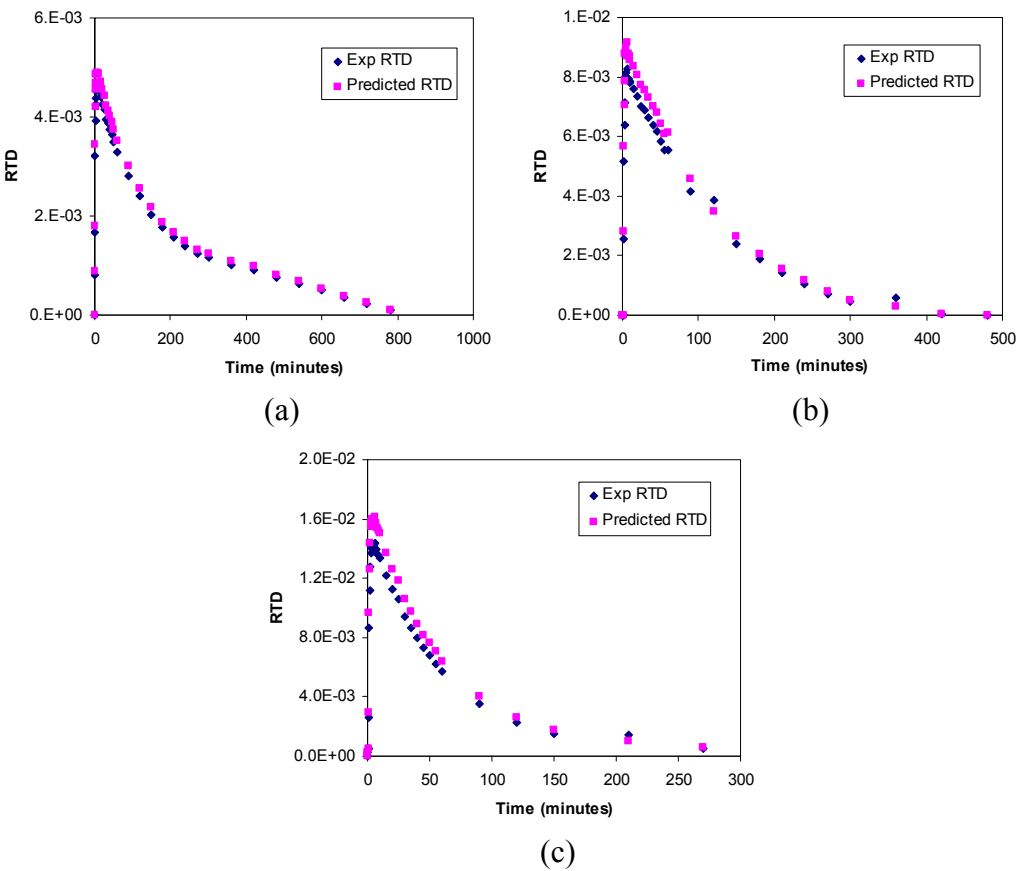 6.E-03
4.E-03
2.E-03
0.E+00
RTD
Exp RTD
Predicted RTD
0 200 400 600 800 1000
Time (minutes)
(a)
1.E-02
8.E-03
6.E-03
4.E-03
2.E-03
0.E+00
RTD
Exp RTD
Predicted RTD
0 100 200 300 400 500
Time (minutes)
(b)
2.0E-02
1.6E-02
1.2E-02
8.0E-03
4.0E-03
0.0E+00
RTD
Exp RTD
Predicted RTD
0 50 100 150 200 250 300
Time (minutes)
(c)